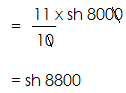 = 11 x sh 8000
10
= sh 8800